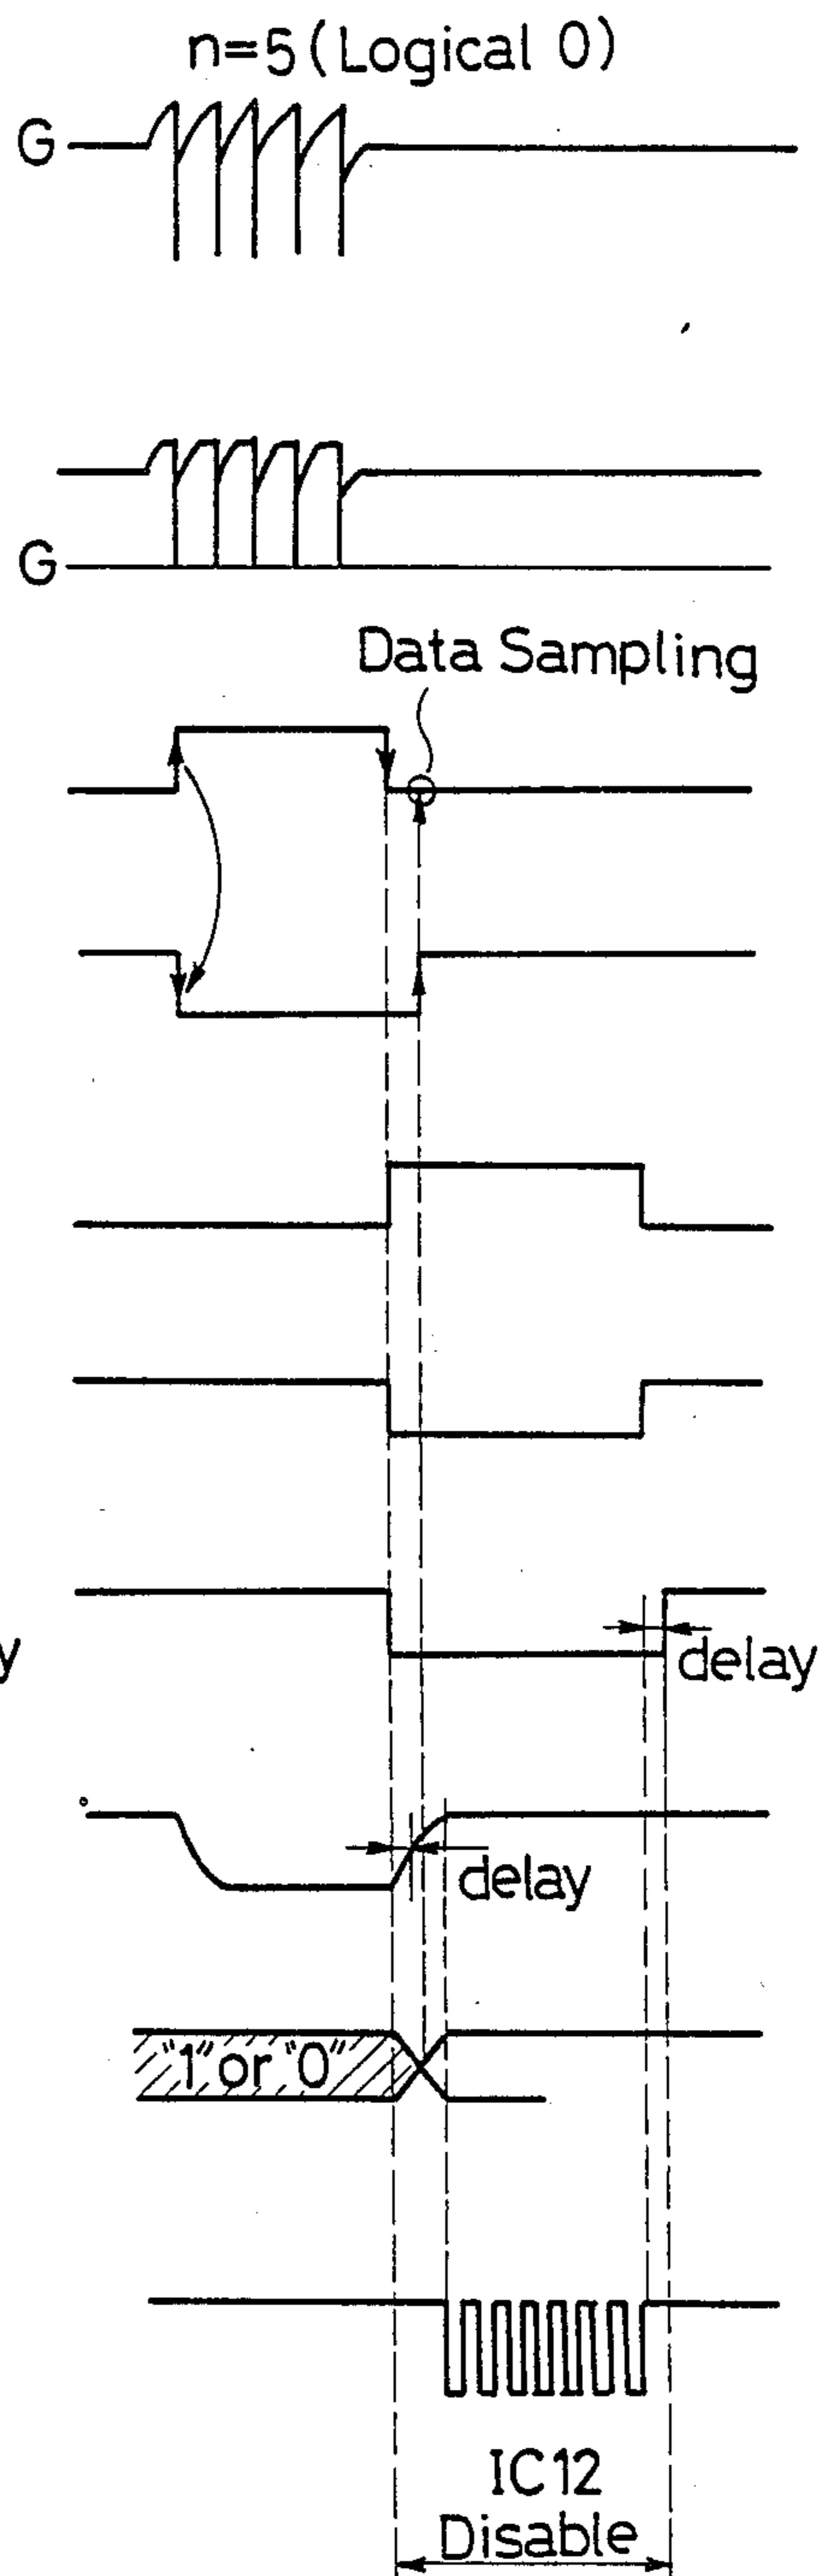 n=5 (Logical 0)
G
G
Data Sampling
y
delay
delay
"1" or "0"
IC12
Disable